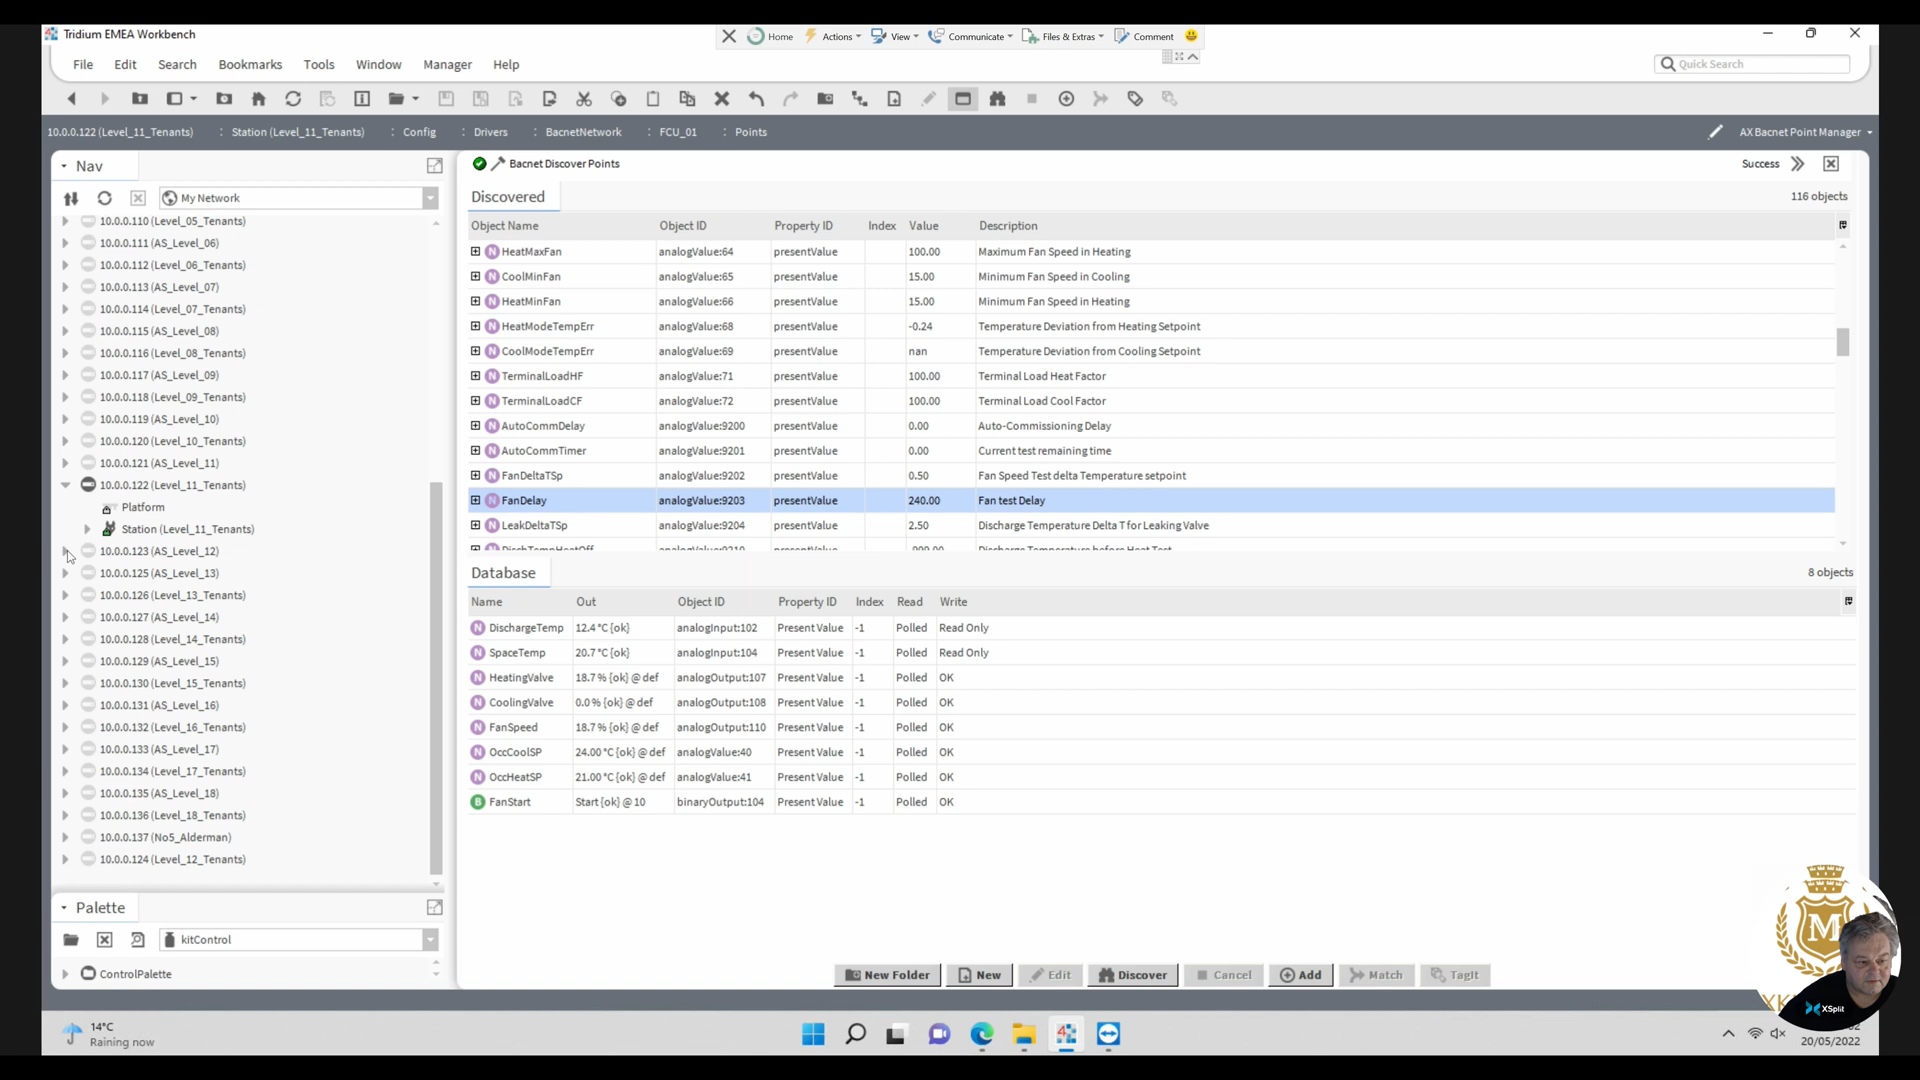 Tridium EMEA Workbench
Home Actions View Communicate Files & Extras Comment
File Edit Search Bookmarks Tools Window Manager Help
Quick Search
10.0.0.122 (Level_11_Tenants) : Station (Level_11_Tenants) : Config : Drivers : BacnetNetwork : FCU_01 : Points
AX Bacnet Point Manager
Nav
My Network
10.0.0.110 (Level_05_Tenants)
10.0.0.111 (AS_Level_06)
10.0.0.112 (Level_06_Tenants)
10.0.0.113 (AS_Level_07)
10.0.0.114 (Level_07_Tenants)
10.0.0.115 (AS_Level_08)
10.0.0.116 (Level_08_Tenants)
10.0.0.117 (AS_Level_09)
10.0.0.118 (Level_09_Tenants)
10.0.0.119 (AS_Level_10)
10.0.0.120 (Level_10_Tenants)
10.0.0.121 (AS_Level_11)
10.0.0.122 (Level_11_Tenants)
Platform
Station (Level_11_Tenants)
10.0.0.123 (AS_Level_12)
10.0.0.125 (AS_Level_13)
10.0.0.126 (Level_13_Tenants)
10.0.0.127 (AS_Level_14)
10.0.0.128 (Level_14_Tenants)
10.0.0.129 (AS_Level_15)
10.0.0.130 (Level_15_Tenants)
10.0.0.131 (AS_Level_16)
10.0.0.132 (Level_16_Tenants)
10.0.0.133 (AS_Level_17)
10.0.0.134 (Level_17_Tenants)
10.0.0.135 (AS_Level_18)
10.0.0.136 (Level_18_Tenants)
10.0.0.137 (No5_Alderman)
10.0.0.124 (Level_12_Tenants)
Palette
kitControl
ControlPalette
Bacnet Discover Points
Success
Discovered
116 objects
Object Name Object ID Property ID Index Value Description
N HeatMaxFan analogValue:64 presentValue 100.00 Maximum Fan Speed in Heating
N CoolMinFan analogValue:65 presentValue 15.00 Minimum Fan Speed in Cooling
N HeatMinFan analogValue:66 presentValue 15.00 Minimum Fan Speed in Heating
N HeatModeTempErr analogValue:68 presentValue -0.24 Temperature Deviation from Heating Setpoint
N CoolModeTempErr analogValue:69 presentValue nan Temperature Deviation from Cooling Setpoint
N TerminalLoadHF analogValue:71 presentValue 100.00 Terminal Load Heat Factor
N TerminalLoadCF analogValue:72 presentValue 100.00 Terminal Load Cool Factor
N AutoCommDelay analogValue:9200 presentValue 0.00 Auto-Commissioning Delay
N AutoCommTimer analogValue:9201 presentValue 0.00 Current test remaining time
N FanDeltaTSp analogValue:9202 presentValue 0.50 Fan Speed Test delta Temperature setpoint
N FanDelay analogValue:9203 presentValue 240.00 Fan test Delay
N LeakDeltaTSp analogValue:9204 presentValue 2.50 Discharge Temperature Delta T for Leaking Valve
N DischTempHeatOff analogValue:9210 presentValue -999.00 Discharge Temperature before Heat Test
Database
8 objects
Name Out Object ID Property ID Index Read Write
N DischargeTemp 12.4 °C {ok} analogInput:102 Present Value -1 Polled Read Only
N SpaceTemp 20.7 °C {ok} analogInput:104 Present Value -1 Polled Read Only
N HeatingValve 18.7 % {ok} @ def analogOutput:107 Present Value -1 Polled OK
N CoolingValve 0.0 % {ok} @ def analogOutput:108 Present Value -1 Polled OK
N FanSpeed 18.7 % {ok} @ def analogOutput:110 Present Value -1 Polled OK
N OccCoolSP 24.00 °C {ok} @ def analogValue:40 Present Value -1 Polled OK
N OccHeatSP 21.00 °C {ok} @ def analogValue:41 Present Value -1 Polled OK
B FanStart Start {ok} @ 10 binaryOutput:104 Present Value -1 Polled OK
New Folder New Edit Discover Cancel Add Match TagIt
M
XSplit
14°C
Raining now
20/05/2022